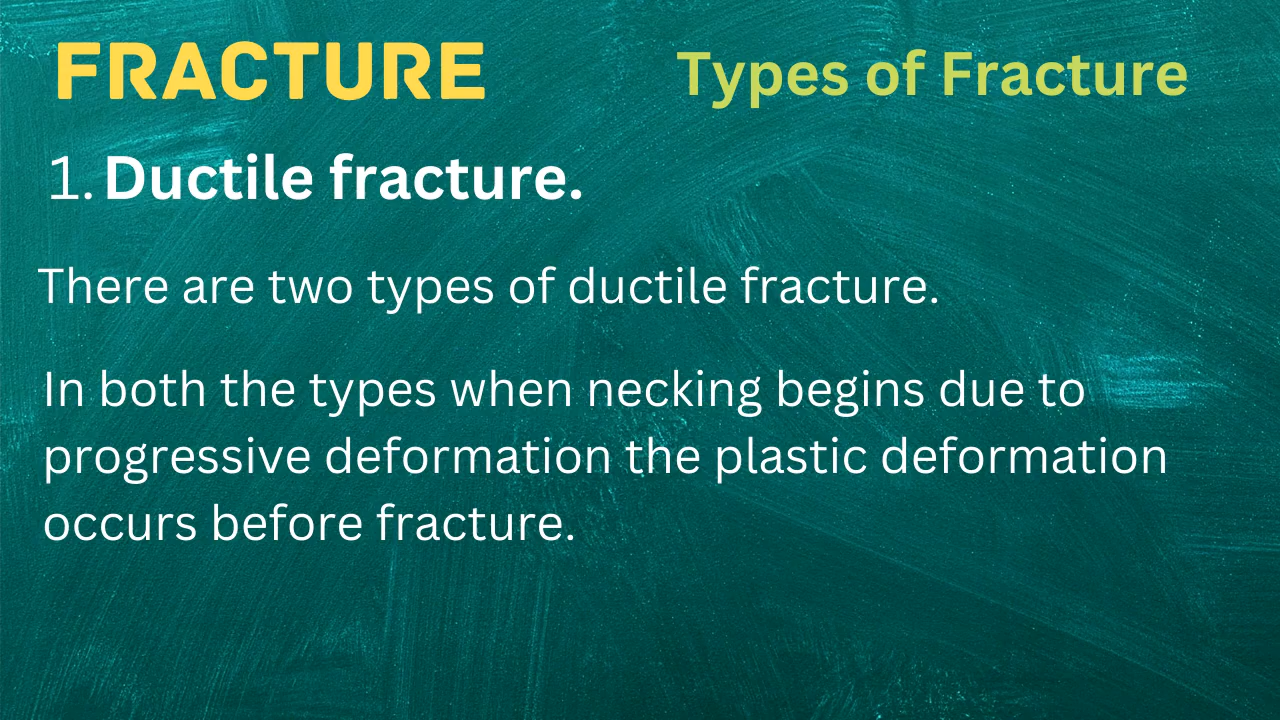 FRACTURE
Types of Fracture
1. Ductile fracture.
There are two types of ductile fracture.
In both the types when necking begins due to
progressive deformation the plastic deformation
occurs before fracture.